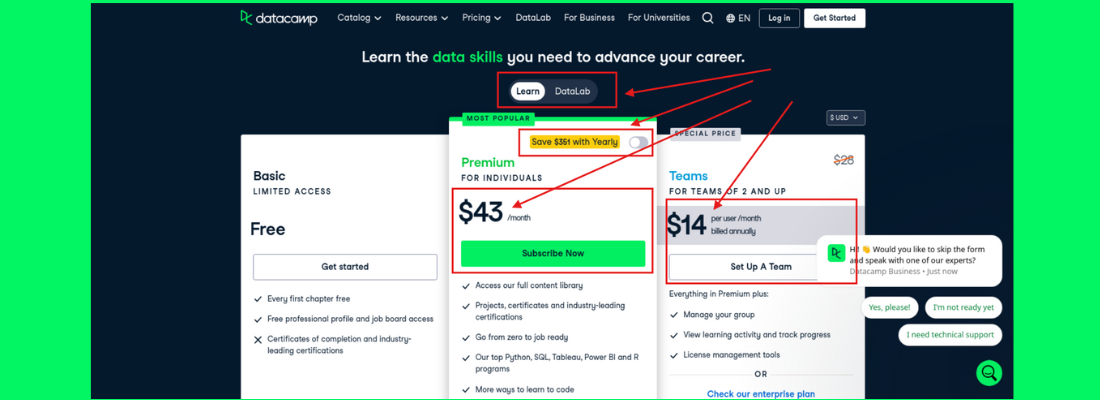 datacamp Catalog Resources Pricing DataLab For Business For Universities EN Log in Get Started
Learn the data skills you need to advance your career.
Learn DataLab
$ USD
MOST POPULAR
Save $351 with Yearly
SPECIAL PRICE
$28
Basic
LIMITED ACCESS
Free
Get started
Every first chapter free
Free professional profile and job board access
Certificates of completion and industry-
leading certifications
Premium
FOR INDIVIDUALS
$43 /month
Subscribe Now
Access our full content library
Projects, certificates and industry-leading
certifications
Go from zero to job ready
Our top Python, SQL, Tableau, Power BI and R
programs
More ways to learn to code
Teams
FOR TEAMS OF 2 AND UP
$14 per user/month
billed annually
Set Up A Team
Everything in Premium plus:
Manage your group
View learning activity and track progress
License management tools
OR
Check our enterprise plan
Hi! 👋 Would you like to skip the form
and speak with one of our experts?
Datacamp Business • Just now
Yes, please! I'm not ready yet
I need technical support